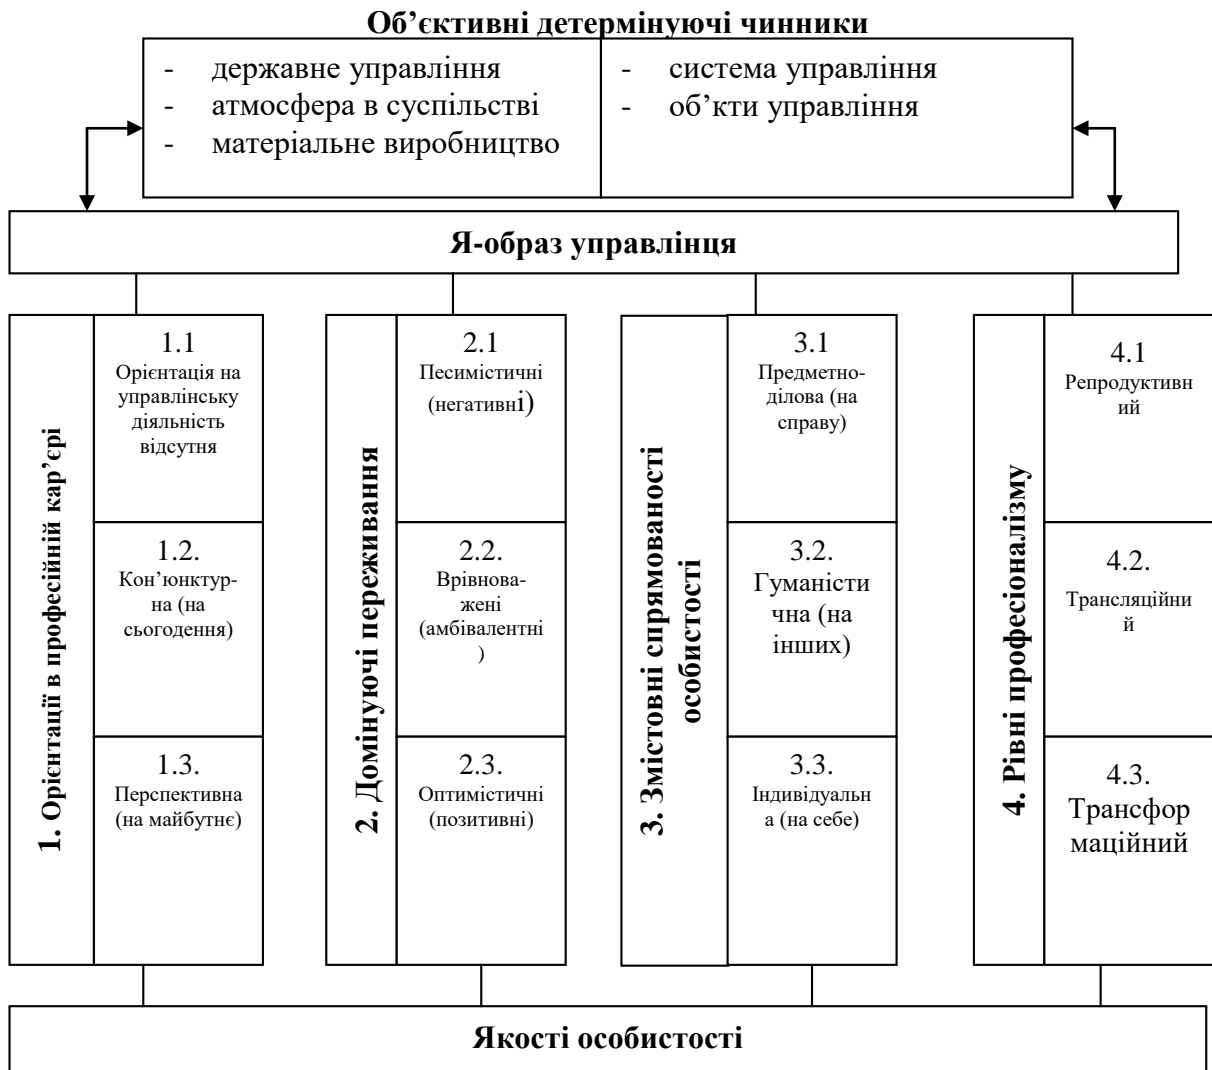 Об’єктивні детермінуючі чинники
- державне управління
- атмосфера в суспільстві
- матеріальне виробництво
- система управління
- об’кти управління
Я-образ управлінця
1. Орієнтації в професійній кар’єрі
1.1
Орієнтація на
управлінську
діяльність
відсутня
1.2.
Кон’юнктур-
на (на
сьогодення)
1.3.
Перспективна
(на майбутнє)
2. Домінуючі переживання
2.1
Песимістичні
(негативні)
2.2.
Врівнова-
жені
(амбівалентні
)
2.3.
Оптимістичні
(позитивні)
3. Змістовні спрямованості
особистості
3.1
Предметно-
ділова (на
справу)
3.2.
Гуманісти
чна (на
інших)
3.3.
Індивідуальн
а (на себе)
4. Рівні професіоналізму
4.1
Репродуктивн
ий
4.2.
Трансляційни
й
4.3.
Трансфор
маційний
Якості особистості